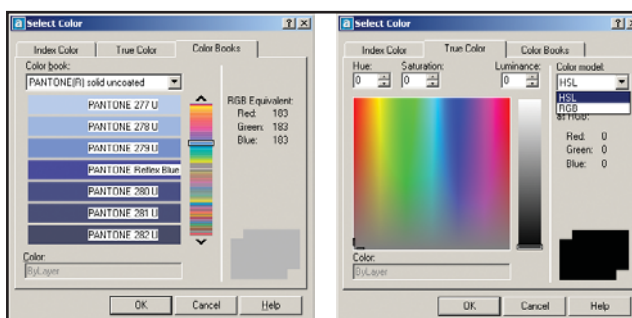 a Select Color
Index Color True Color Color Books
Color book:
PANTONE(R) solid uncoated
PANTONE 277 U
PANTONE 278 U
PANTONE 279 U
PANTONE Reflex Blue
PANTONE 280 U
PANTONE 281 U
PANTONE 282 U
RGB Equivalent:
Red: 183
Green: 183
Blue: 183
Color:
ByLayer
OK Cancel Help
a Select Color
Index Color True Color Color Books
Hue: Saturation: Luminance: Color model:
0 0 0 HSL
HSL
RGB
as RGB:
Red: 0
Green: 0
Blue: 0
Color:
ByLayer
OK Cancel Help